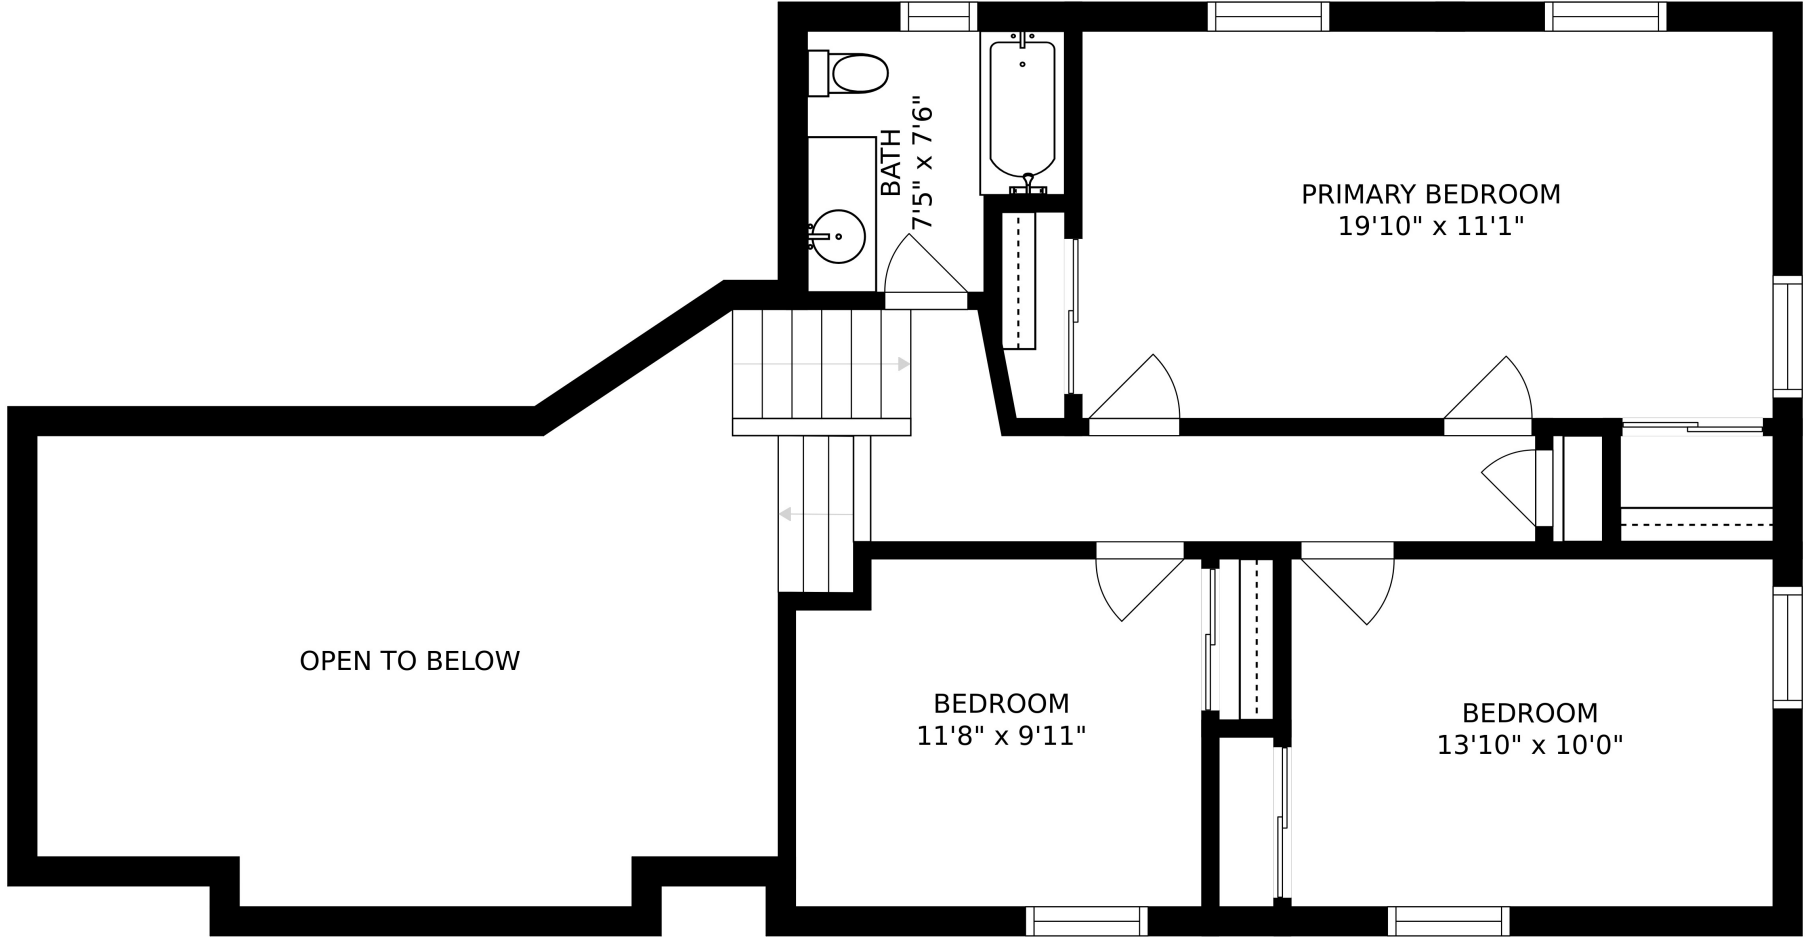 BATH
7'5" x 7'6"
PRIMARY BEDROOM
19'10" x 11'1"
OPEN TO BELOW
BEDROOM
11'8" x 9'11"
BEDROOM
13'10" x 10'0"